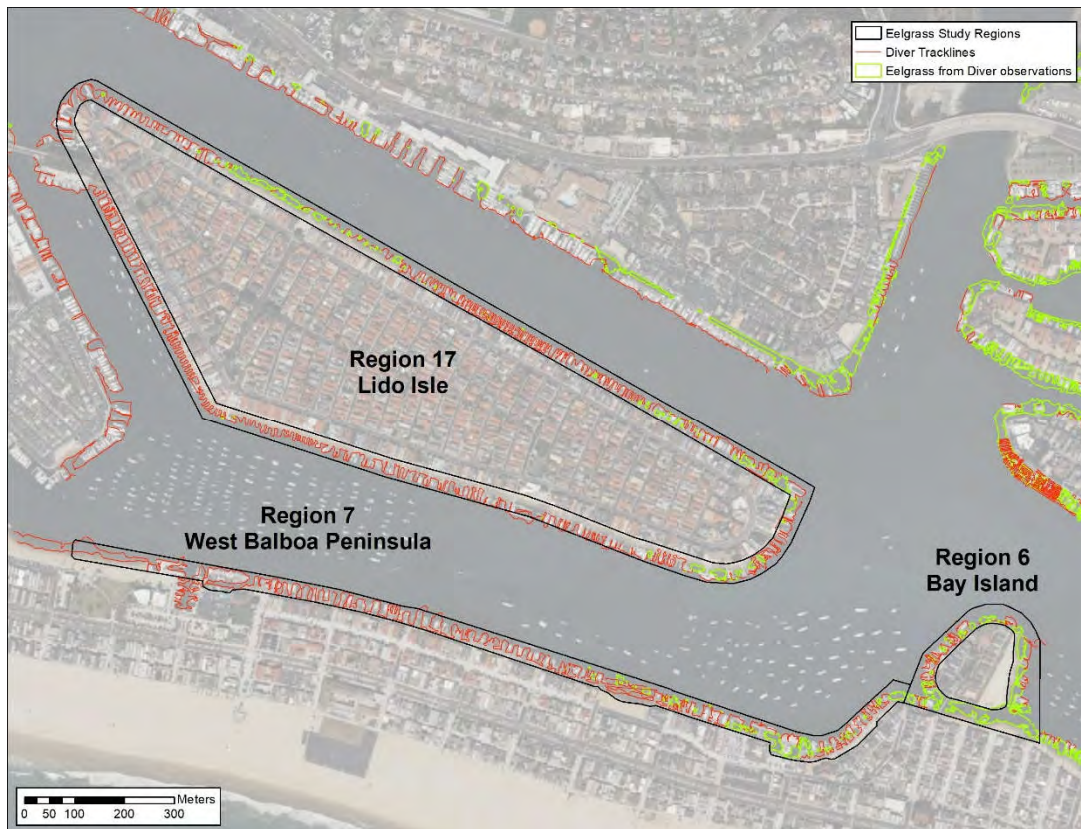 Eelgrass Study Regions
Diver Tracklines
Eelgrass from Diver observations
Region 17
Lido Isle
Region 7
West Balboa Peninsula
Region 6
Bay Island
Meters
0 50 100 200 300